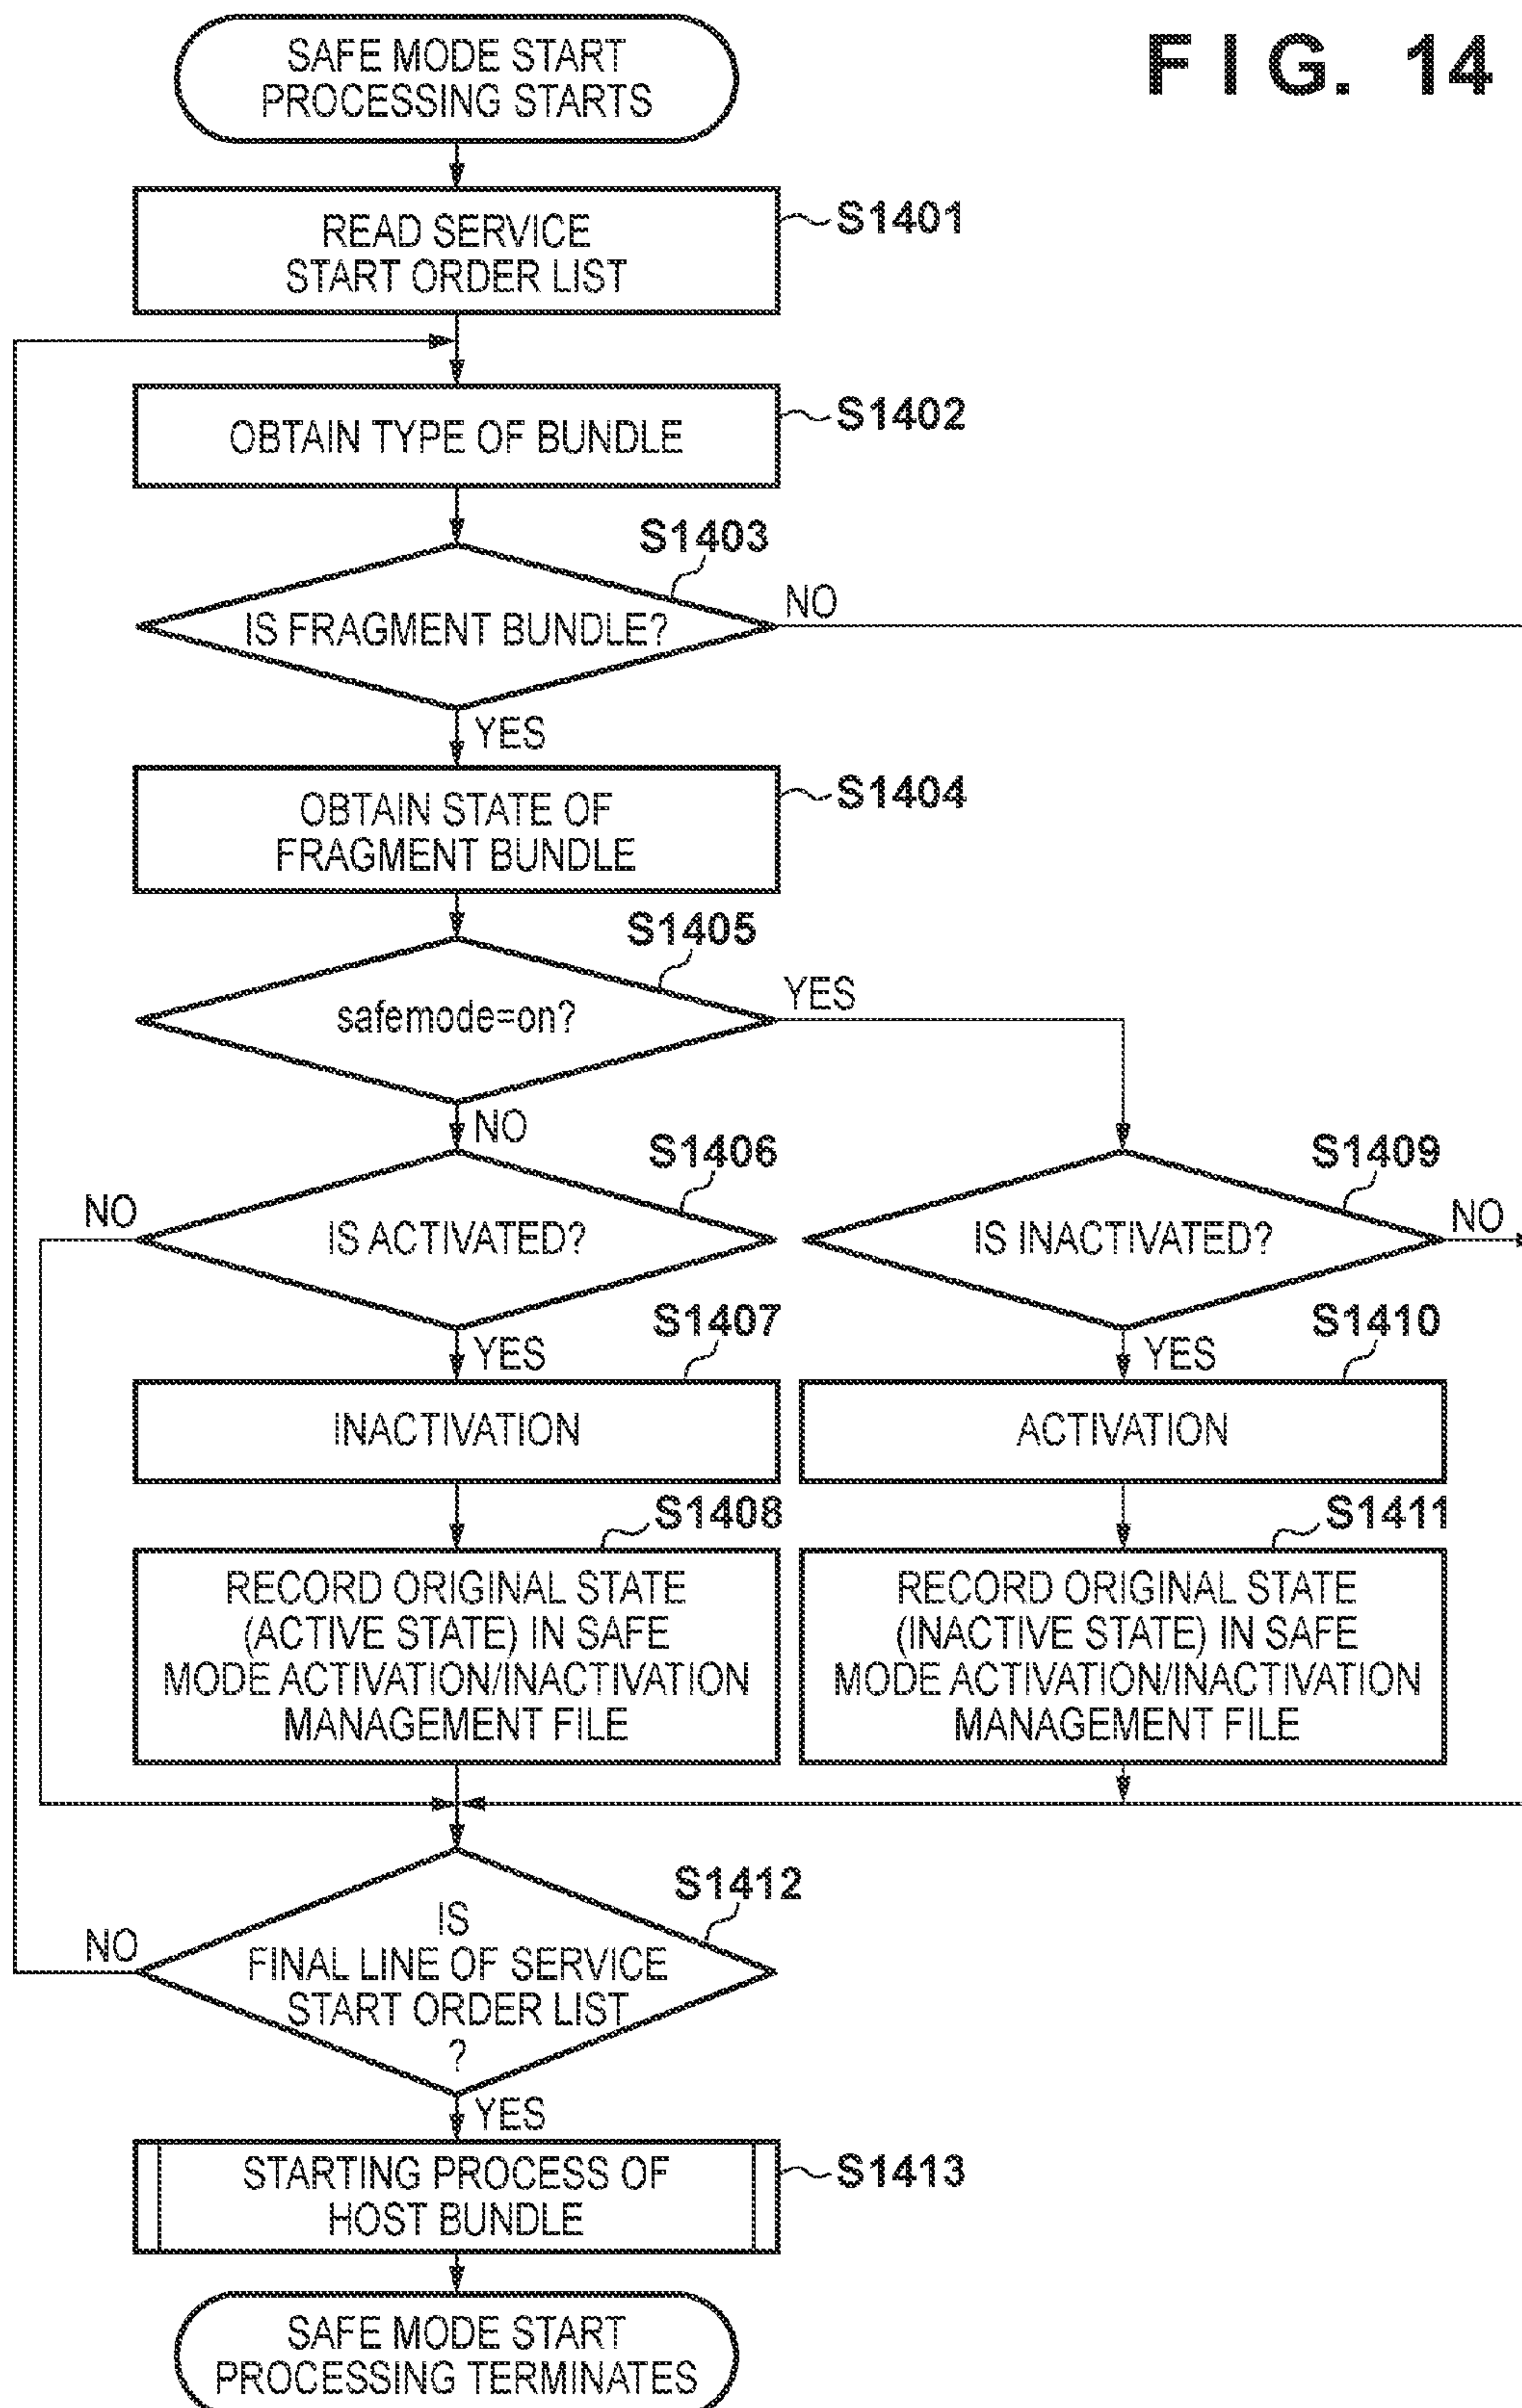 FIG. 14
SAFE MODE START
PROCESSING STARTS
READ SERVICE
START ORDER LIST
S1401
OBTAIN TYPE OF BUNDLE
S1402
S1403
IS FRAGMENT BUNDLE?
NO
YES
OBTAIN STATE OF
FRAGMENT BUNDLE
S1404
S1405
safemode=on?
YES
NO
S1406
IS ACTIVATED?
NO
YES
S1409
IS INACTIVATED?
NO
YES
S1407
INACTIVATION
S1410
ACTIVATION
S1408
RECORD ORIGINAL STATE
(ACTIVE STATE) IN SAFE
MODE ACTIVATION/INACTIVATION
MANAGEMENT FILE
S1411
RECORD ORIGINAL STATE
(INACTIVE STATE) IN SAFE
MODE ACTIVATION/INACTIVATION
MANAGEMENT FILE
S1412
IS
FINAL LINE OF SERVICE
START ORDER LIST
?
NO
YES
STARTING PROCESS OF
HOST BUNDLE
S1413
SAFE MODE START
PROCESSING TERMINATES